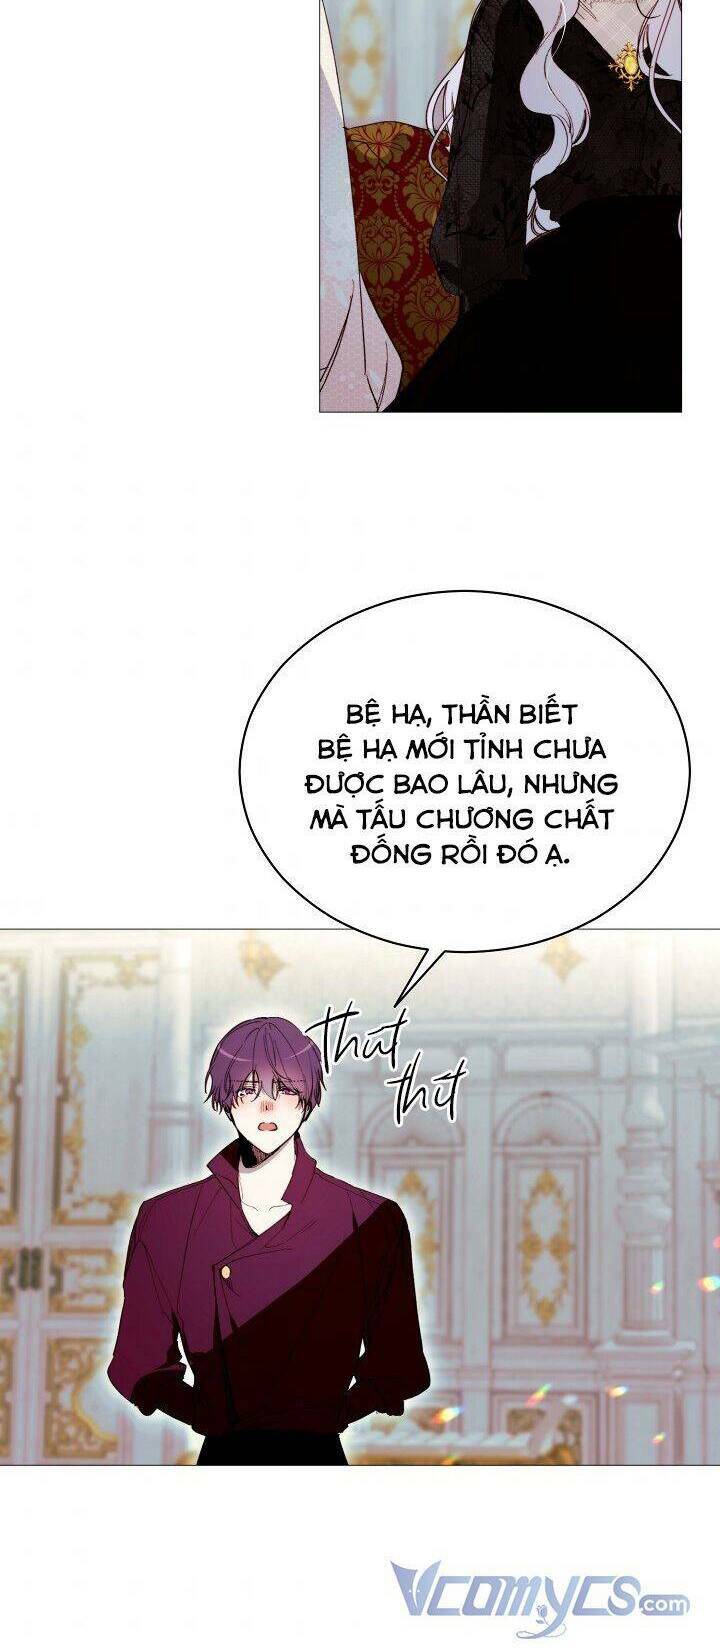 BỆ HẠ, THẦN BIẾT
BỆ HẠ MỚI TỈNH CHƯA
ĐƯỢC BAO LÂU, NHƯNG
MÀ TẤU CHƯƠNG CHẤT
ĐỐNG RỒI ĐÓ Ạ.
thút
thít
VCOMYCS.com